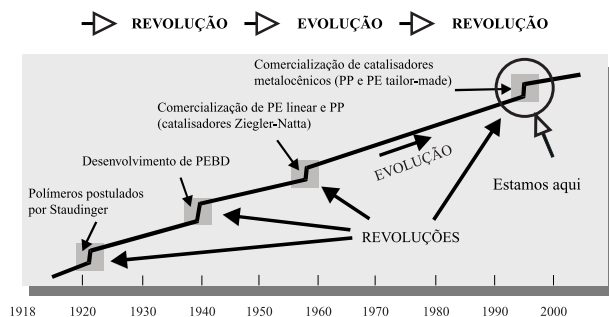 REVOLUÇÃO EVOLUÇÃO REVOLUÇÃO
Comercialização de catalisadores
metalocênicos (PP e PE tailor-made)
Comercialização de PE linear e PP
(catalisadores Ziegler-Natta)
Desenvolvimento de PEBD
Polímeros postulados
por Staudinger
EVOLUÇÃO
Estamos aqui
REVOLUÇÕES
1918 1920 1930 1940 1950 1960 1970 1980 1990 2000